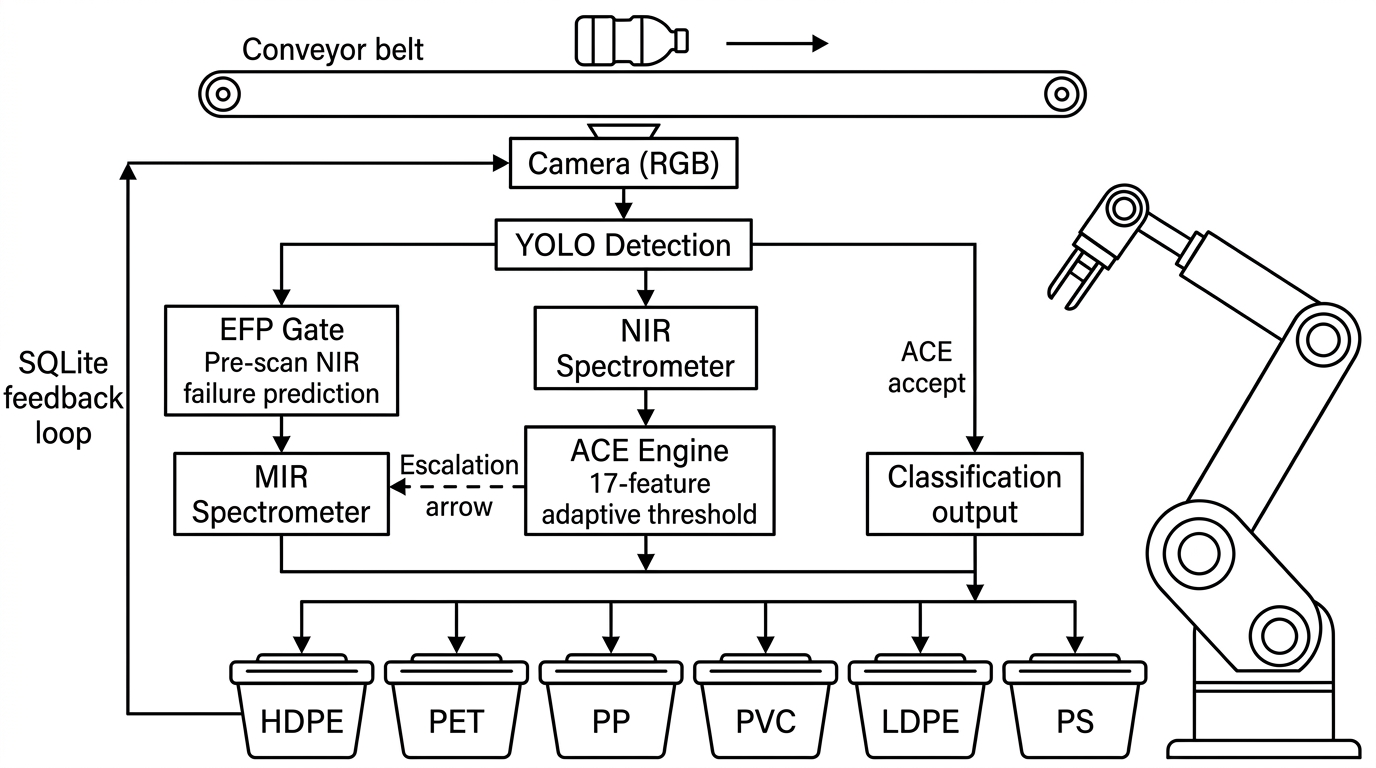 Conveyor belt
Camera (RGB)
YOLO Detection
EFP Gate
Pre-scan NIR
failure prediction
NIR
Spectrometer
ACE
accept
SQLite
feedback
loop
MIR
Spectrometer
Escalation
arrow
ACE Engine
17-feature
adaptive threshold
Classification
output
HDPE
PET
PP
PVC
LDPE
PS